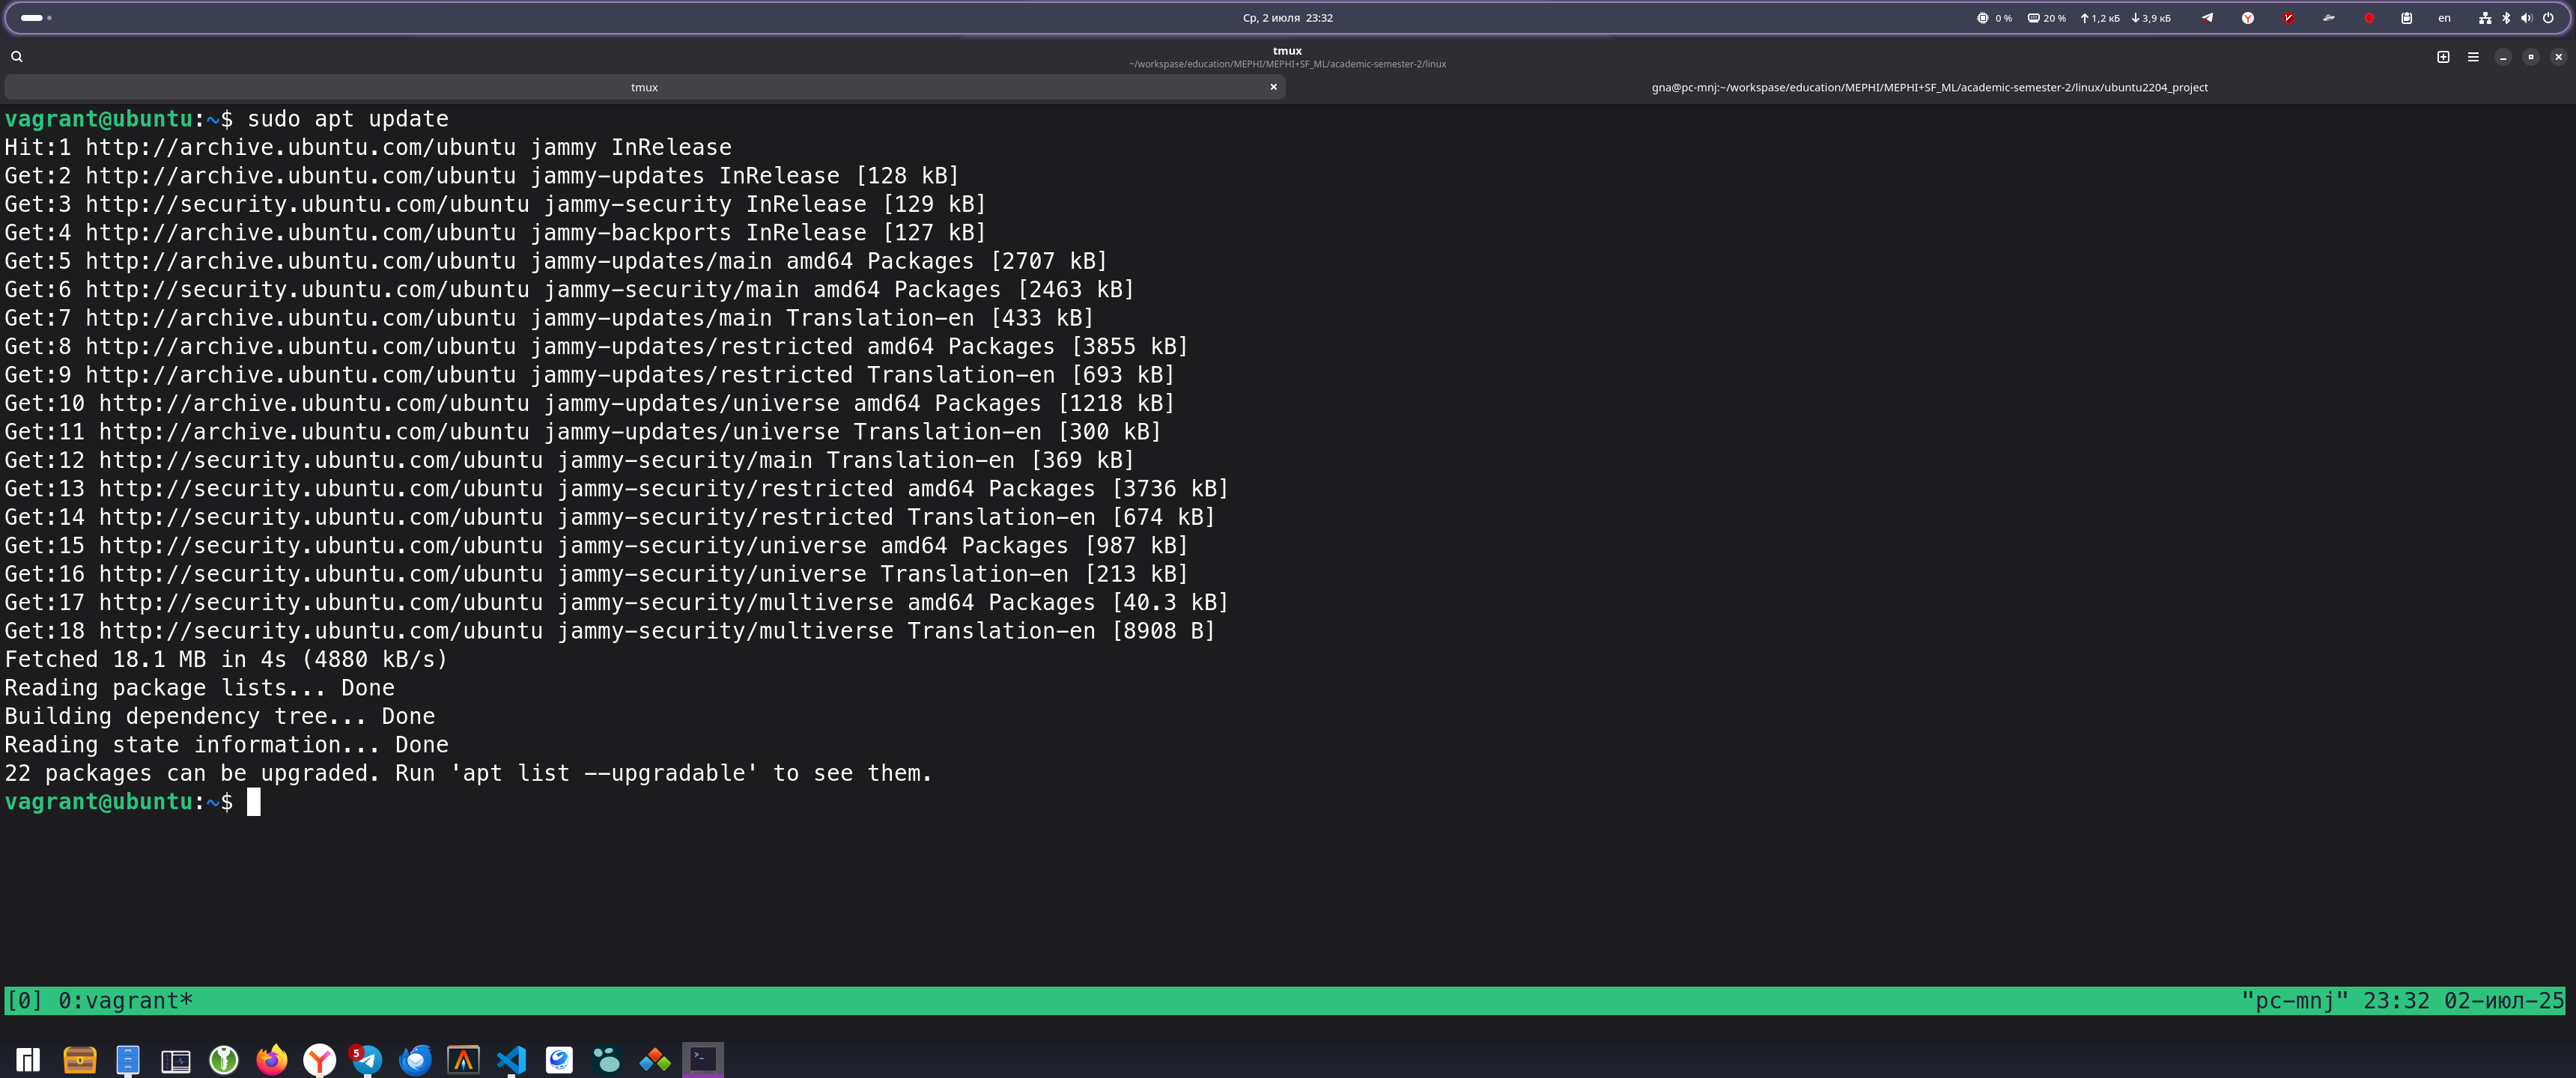 Ср, 2 июля 23:32
0 % 20 % 1,2 кБ 3,9 кБ en
tmux
~/workspase/education/MEPHI/MEPHI+SF_ML/academic-semester-2/linux
tmux
gna@pc-mnj:~/workspase/education/MEPHI/MEPHI+SF_ML/academic-semester-2/linux/ubuntu2204_project
vagrant@ubuntu:~$ sudo apt update
Hit:1 http://archive.ubuntu.com/ubuntu jammy InRelease
Get:2 http://archive.ubuntu.com/ubuntu jammy-updates InRelease [128 kB]
Get:3 http://security.ubuntu.com/ubuntu jammy-security InRelease [129 kB]
Get:4 http://archive.ubuntu.com/ubuntu jammy-backports InRelease [127 kB]
Get:5 http://archive.ubuntu.com/ubuntu jammy-updates/main amd64 Packages [2707 kB]
Get:6 http://security.ubuntu.com/ubuntu jammy-security/main amd64 Packages [2463 kB]
Get:7 http://archive.ubuntu.com/ubuntu jammy-updates/main Translation-en [433 kB]
Get:8 http://archive.ubuntu.com/ubuntu jammy-updates/restricted amd64 Packages [3855 kB]
Get:9 http://archive.ubuntu.com/ubuntu jammy-updates/restricted Translation-en [693 kB]
Get:10 http://archive.ubuntu.com/ubuntu jammy-updates/universe amd64 Packages [1218 kB]
Get:11 http://archive.ubuntu.com/ubuntu jammy-updates/universe Translation-en [300 kB]
Get:12 http://security.ubuntu.com/ubuntu jammy-security/main Translation-en [369 kB]
Get:13 http://security.ubuntu.com/ubuntu jammy-security/restricted amd64 Packages [3736 kB]
Get:14 http://security.ubuntu.com/ubuntu jammy-security/restricted Translation-en [674 kB]
Get:15 http://security.ubuntu.com/ubuntu jammy-security/universe amd64 Packages [987 kB]
Get:16 http://security.ubuntu.com/ubuntu jammy-security/universe Translation-en [213 kB]
Get:17 http://security.ubuntu.com/ubuntu jammy-security/multiverse amd64 Packages [40.3 kB]
Get:18 http://security.ubuntu.com/ubuntu jammy-security/multiverse Translation-en [8908 B]
Fetched 18.1 MB in 4s (4880 kB/s)
Reading package lists... Done
Building dependency tree... Done
Reading state information... Done
22 packages can be upgraded. Run 'apt list --upgradable' to see them.
vagrant@ubuntu:~$
[0] 0:vagrant* "pc-mnj" 23:32 02-июл-25
5